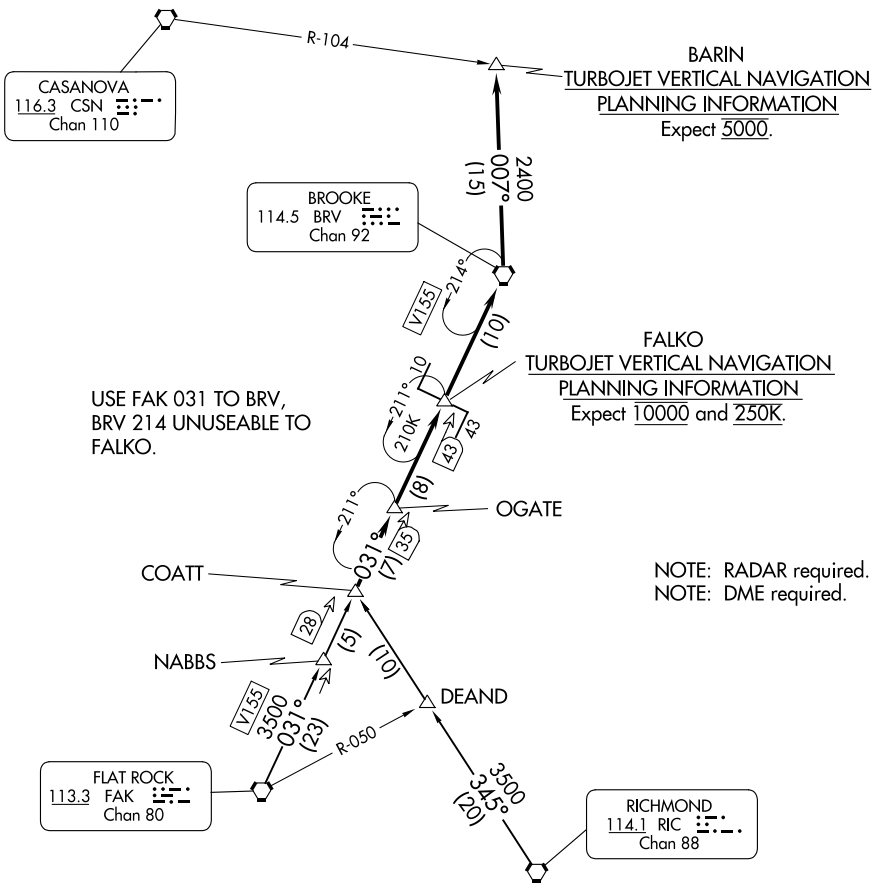 R-104
BARIN
TURBOJET VERTICAL NAVIGATION
PLANNING INFORMATION
Expect 5000.
CASANOVA
116.3 CSN
Chan 110
2400
007°
(15)
BROOKE
114.5 BRV
Chan 92
214°
V155
(10)
FALKO
TURBOJET VERTICAL NAVIGATION
PLANNING INFORMATION
Expect 10000 and 250K.
10
211°
210K
43
43
USE FAK 031 TO BRV,
BRV 214 UNUSEABLE TO
FALKO.
(8)
OGATE
211°
35
031°
(7)
COATT
NOTE: RADAR required.
NOTE: DME required.
28
(5)
NABBS
(10)
DEAND
V155
3500
031°
(23)
R-050
FLAT ROCK
113.3 FAK
Chan 80
3500
345°
(20)
RICHMOND
114.1 RIC
Chan 88